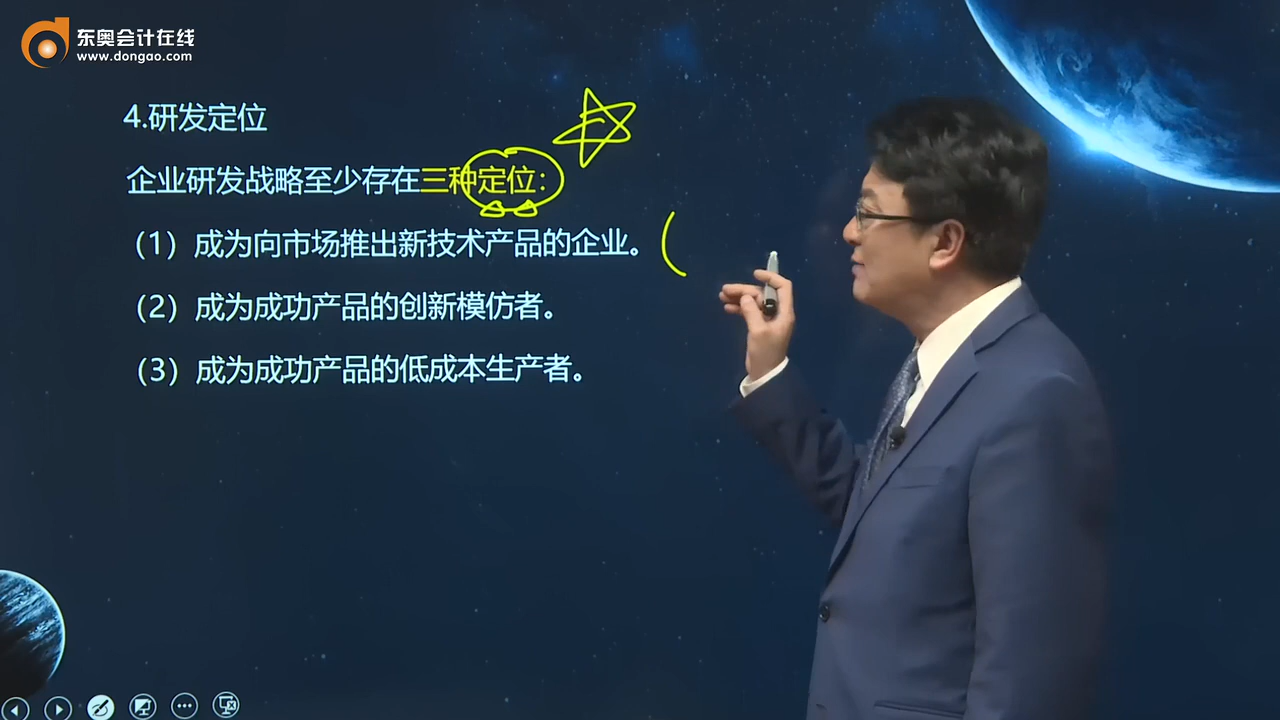 东奥会计在线
www.dongao.com
4.研发定位
企业研发战略至少存在三种定位：
（1）成为向市场推出新技术产品的企业。
（2）成为成功产品的创新模仿者。
（3）成为成功产品的低成本生产者。